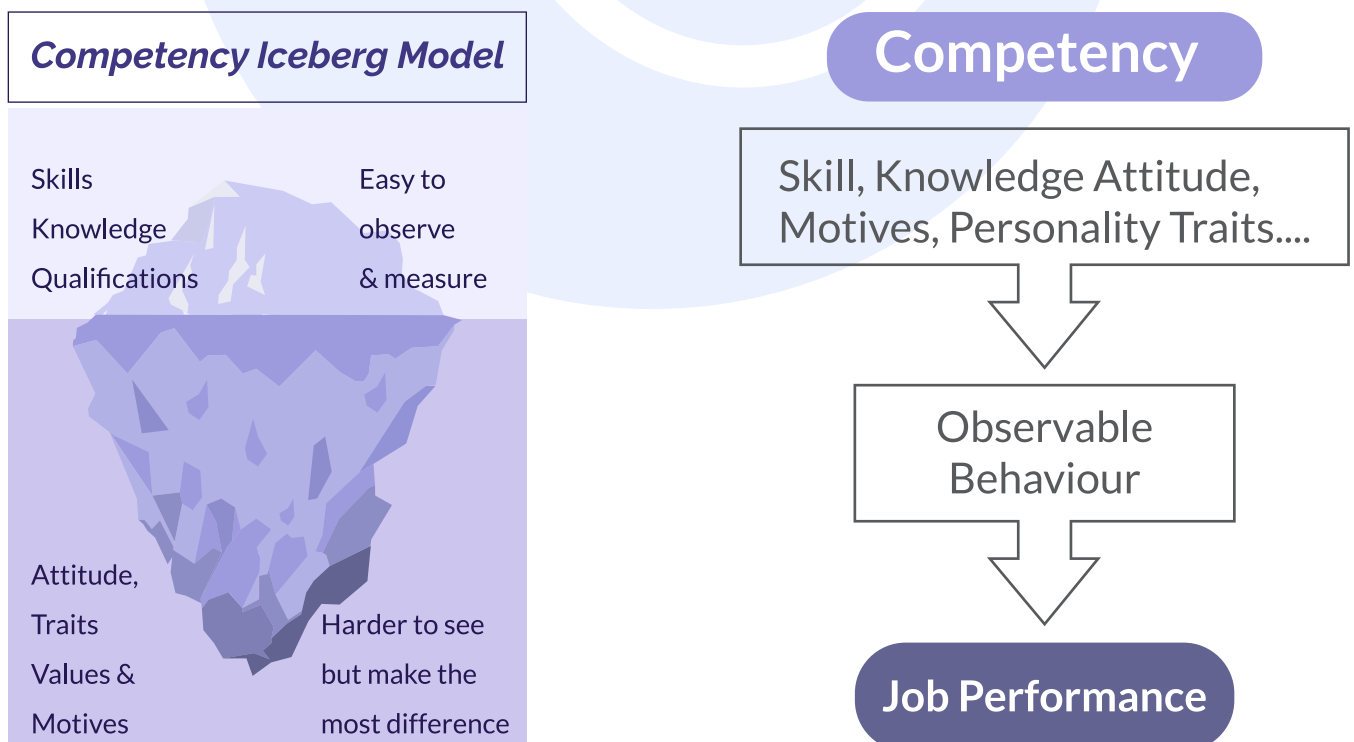 Competency Iceberg Model
Skills
Knowledge
Qualifications
Easy to
observe
& measure
Attitude,
Traits
Values &
Motives
Harder to see
but make the
most difference
Competency
Skill, Knowledge Attitude,
Motives, Personality Traits....
Observable
Behaviour
Job Performance